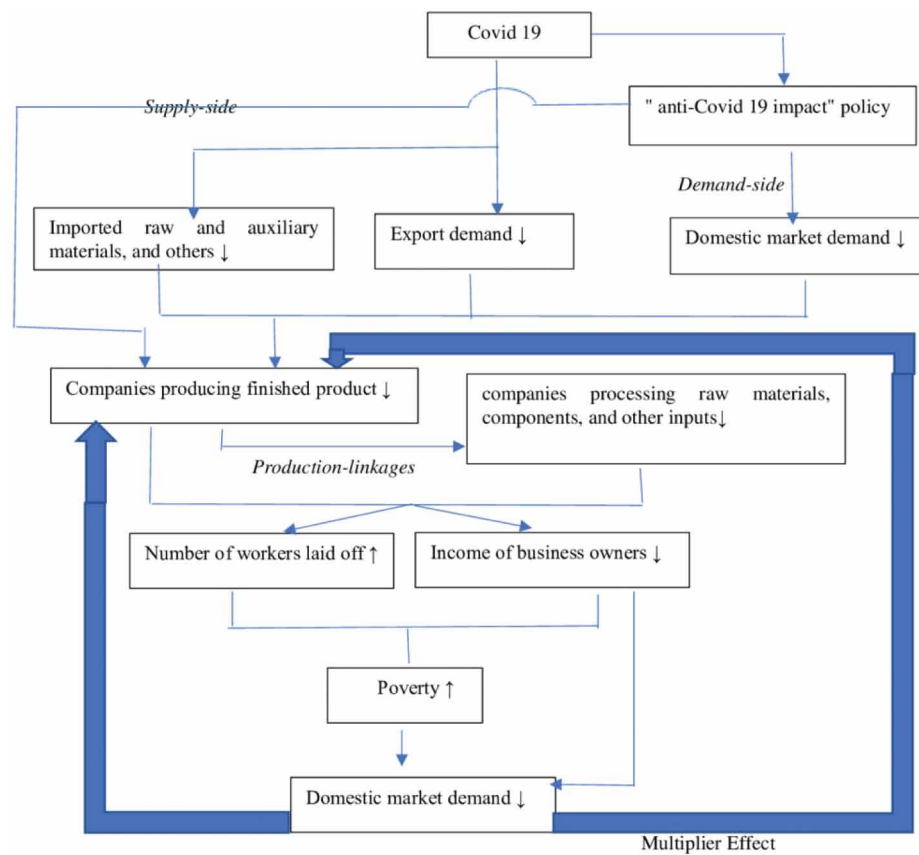 Covid 19
Supply-side
" anti-Covid 19 impact" policy
Demand-side
Imported raw and auxiliary
materials, and others ↓
Export demand ↓
Domestic market demand ↓
Companies producing finished product ↓
companies processing raw materials,
components, and other inputs↓
Production-linkages
Number of workers laid off ↑
Income of business owners ↓
Poverty ↑
Domestic market demand ↓
Multiplier Effect